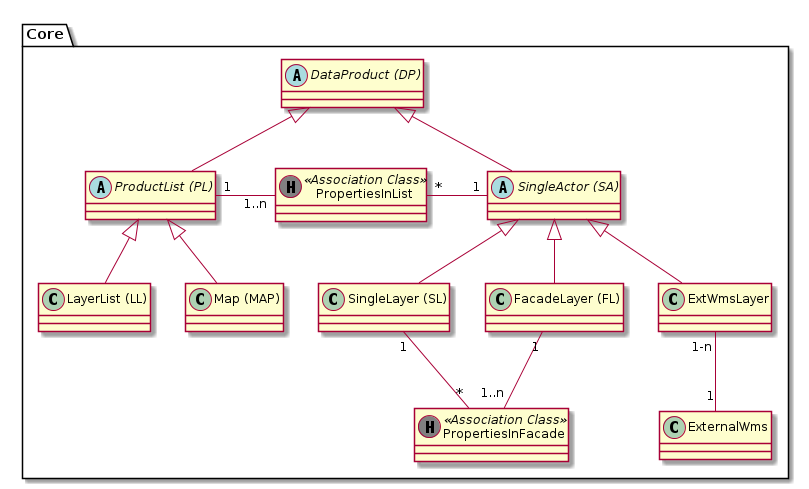 Core
A DataProduct (DP)
A ProductList (PL)
1
1..n
H «Association Class»
PropertiesInList
*
1
A SingleActor (SA)
C LayerList (LL)
C Map (MAP)
C SingleLayer (SL)
C FacadeLayer (FL)
C ExtWmsLayer
1
1
1-n
*
1..n
1
H «Association Class»
PropertiesInFacade
C ExternalWms